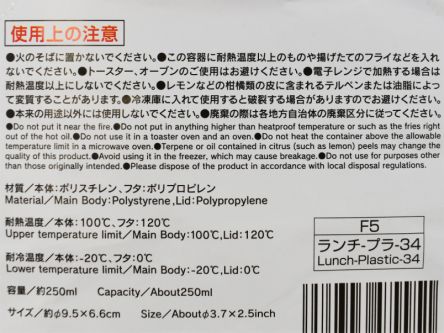 使用上の注意
●火のそばに置かないでください。●この容器に耐熱温度以上のものや揚げたてのフライなどを入れ
ないでください。●トースター、オーブンのご使用はお避けください。●電子レンジで加熱する場合は
耐熱温度以上にしないでください。●レモンなどの柑橘類の皮に含まれるテルペンまたは油脂によっ
て変質することがあります。●冷凍庫に入れて使用すると破裂する場合がありますのでお避けください。
●本来の用途以外には使用しないでください。●廃棄の際は各地方自治体の廃棄区分に従ってください。
●Do not put it near the fire.●Do not put in anything higher than heatproof temperature or such as the fries right
out of the hot oil.●Do not use it in a toaster oven and an oven.●Do not heat the container above the allowable
temperature limit in a microwave oven.●Terpene or oil contained in citrus (such as lemon) peels may change the
quality of this product.●Avoid using it in the freezer, which may cause breakage.●Do not use for purposes other
than those originally intended.●Please dispose of the product in accordance with local disposal regulations.
材質／本体:ポリスチレン、フタ:ポリプロピレン
Material／Main Body:Polystyrene,Lid:Polypropylene
耐熱温度／本体:100℃、フタ:120℃
Upper temperature limit／Main Body:100℃,Lid:120℃
耐冷温度／本体:-20℃、フタ:0℃
Lower temperature limit／Main Body:-20℃,Lid:0℃
容量／約250ml Capacity／About250ml
サイズ／約φ9.5×6.6cm Size／Aboutφ3.7×2.5inch
F5
ランチ-プラ-34
Lunch-Plastic-34